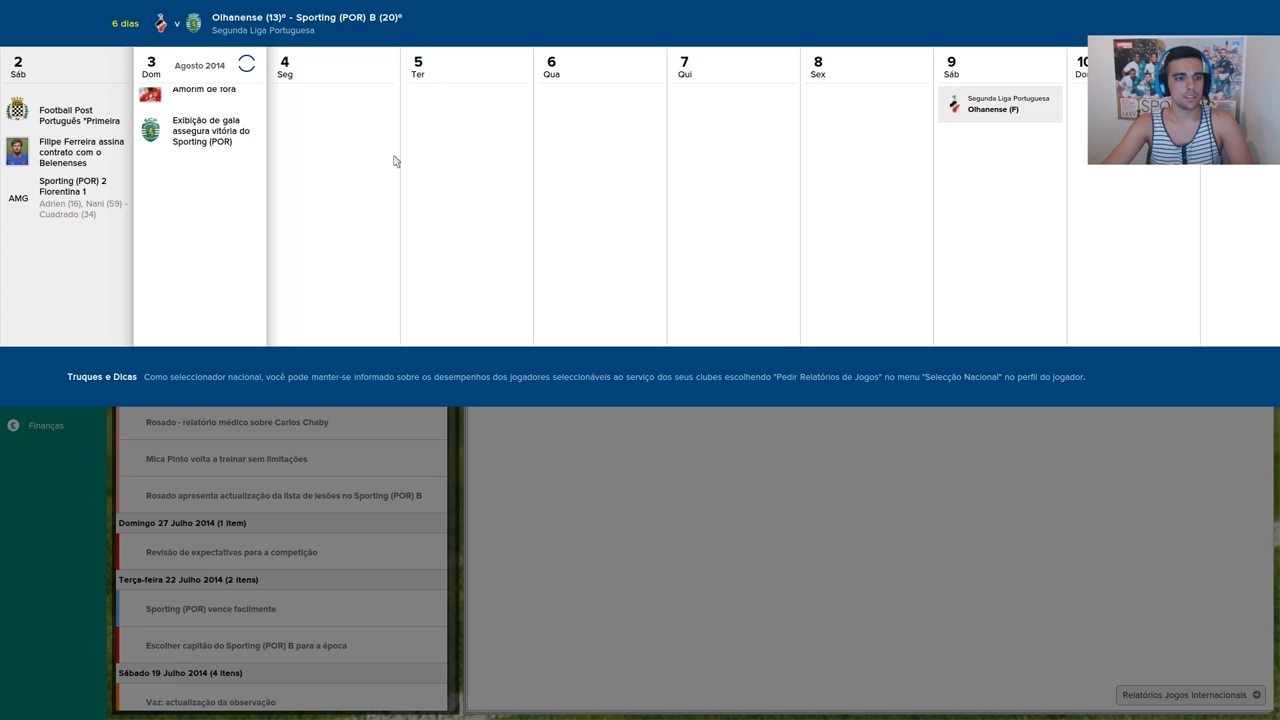 6 dias
v
Olhanense (13)º - Sporting (POR) B (20)º
Segunda Liga Portuguesa
2
Sáb
3
Dom
Agosto 2014
4
Seg
5
Ter
6
Qua
7
Qui
8
Sex
9
Sáb
10
Football Post
Português "Primeira
Filipe Ferreira assina
contrato com o
Belenenses
AMG
Sporting (POR) 2
Fiorentina 1
Adrien (16), Nani (59) -
Cuadrado (34)
Amorim de fora
Exibição de gala
assegura vitória do
Sporting (POR)
Segunda Liga Portuguesa
Olhanense (F)
Truques e Dicas Como seleccionador nacional, você pode manter-se informado sobre os desempenhos dos jogadores seleccionáveis ao serviço dos seus clubes escolhendo "Pedir Relatórios de Jogos" no menu "Selecção Nacional" no perfil do jogador.
Finanças
Rosado - relatório médico sobre Carlos Chaby
Mica Pinto volta a treinar sem limitações
Rosado apresenta actualização da lista de lesões no Sporting (POR) B
Domingo 27 Julho 2014 (1 item)
Revisão de expectativas para a competição
Terça-feira 22 Julho 2014 (2 itens)
Sporting (POR) vence facilmente
Escolher capitão do Sporting (POR) B para a época
Sábado 19 Julho 2014 (4 itens)
Vaz: actualização da observação
Relatórios Jogos Internacionais